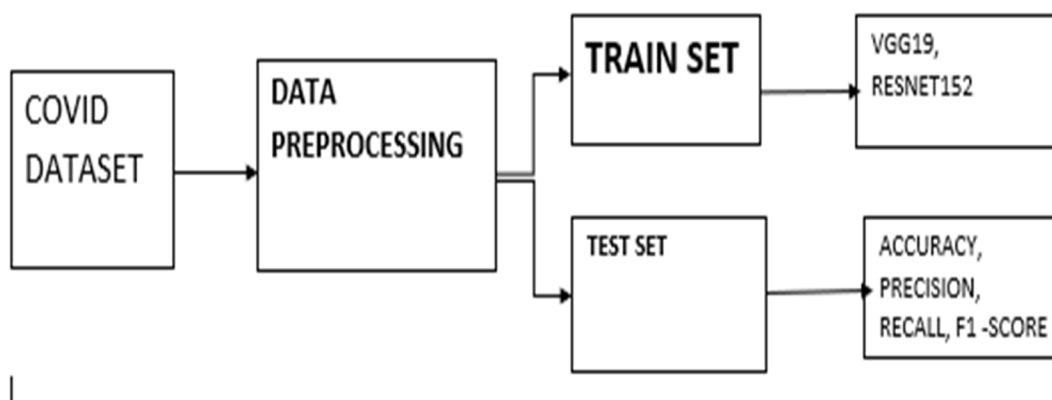 COVID
DATASET
DATA
PREPROCESSING
TRAIN SET
VGG19,
RESNET152
TEST SET
ACCURACY,
PRECISION,
RECALL, F1 -SCORE